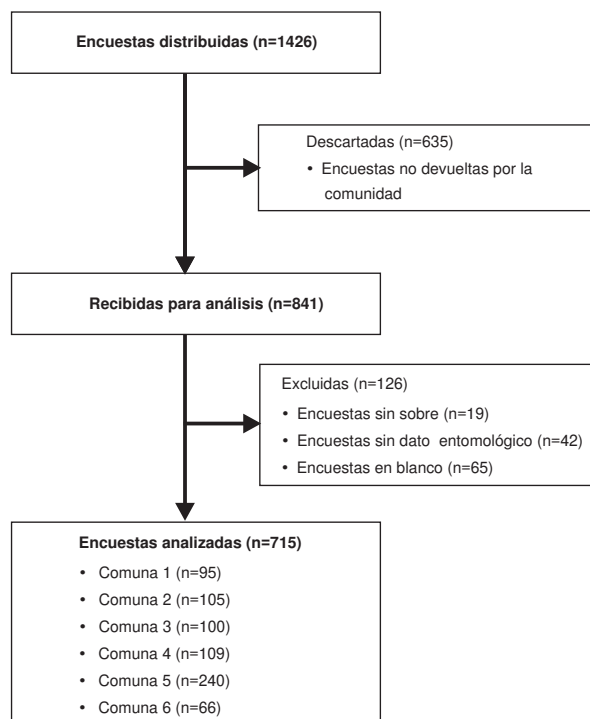 Encuestas distribuidas (n=1426)
Descartadas (n=635)
• Encuestas no devueltas por la
comunidad
Recibidas para análisis (n=841)
Excluidas (n=126)
• Encuestas sin sobre (n=19)
• Encuestas sin dato entomológico (n=42)
• Encuestas en blanco (n=65)
Encuestas analizadas (n=715)
• Comuna 1 (n=95)
• Comuna 2 (n=105)
• Comuna 3 (n=100)
• Comuna 4 (n=109)
• Comuna 5 (n=240)
• Comuna 6 (n=66)